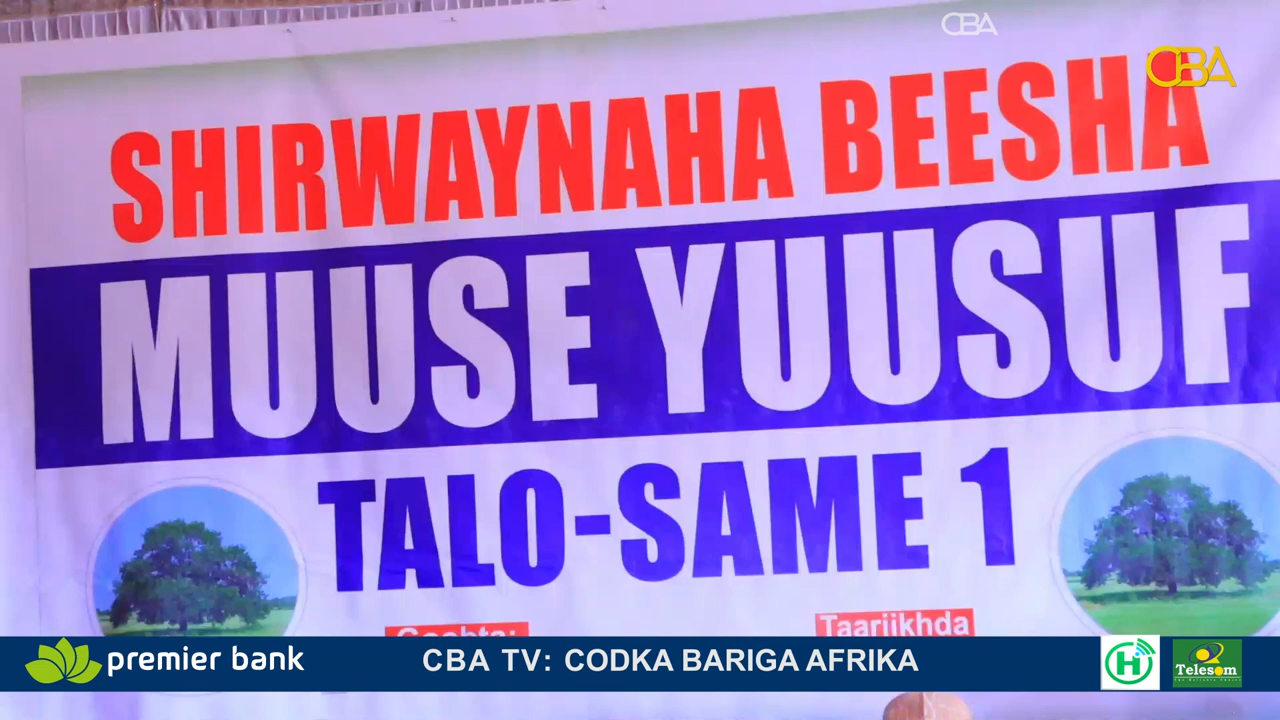 CBA
CBA
SHIRWAYNAHA BEESHA
MUUSE YUUSUF
TALO-SAME 1
Taariikhda
premier bank
CBA TV: CODKA BARIGA AFRIKA
H
Telesom